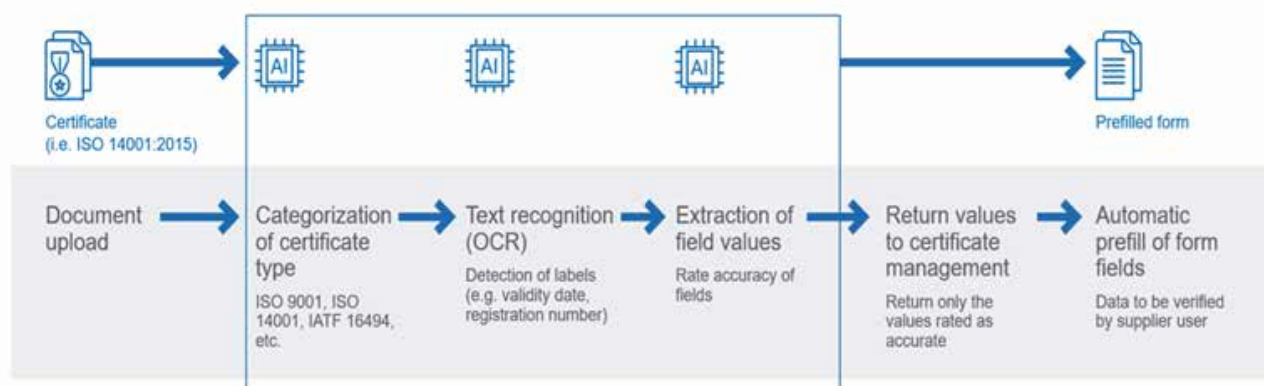 AI
AI
AI
Certificate
(i.e. ISO 14001:2015)
Prefilled form
Document
upload
Categorization
of certificate
type
ISO 9001, ISO
14001, IATF 16494,
etc.
Text recognition
(OCR)
Detection of labels
(e.g. validity date,
registration number)
Extraction of
field values
Rate accuracy of
fields
Return values
to certificate
management
Return only the
values rated as
accurate
Automatic
prefill of form
fields
Data to be verified
by supplier user